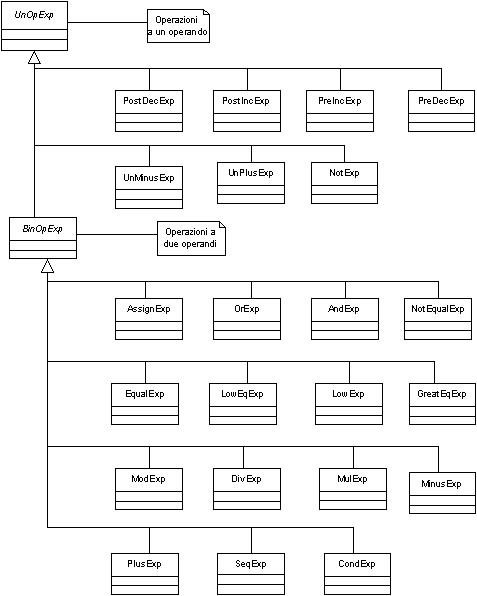 UnOpExp
Operazioni
a un operando
PostDecExp
PostIncExp
PreIncExp
PreDecExp
UnMinusExp
UnPlusExp
NotExp
BinOpExp
Operazioni a
due operandi
AssignExp
OrExp
AndExp
NotEqualExp
EqualExp
LowEqExp
LowExp
GreatEqExp
ModExp
DivExp
MulExp
MinusExp
PlusExp
SeqExp
CondExp